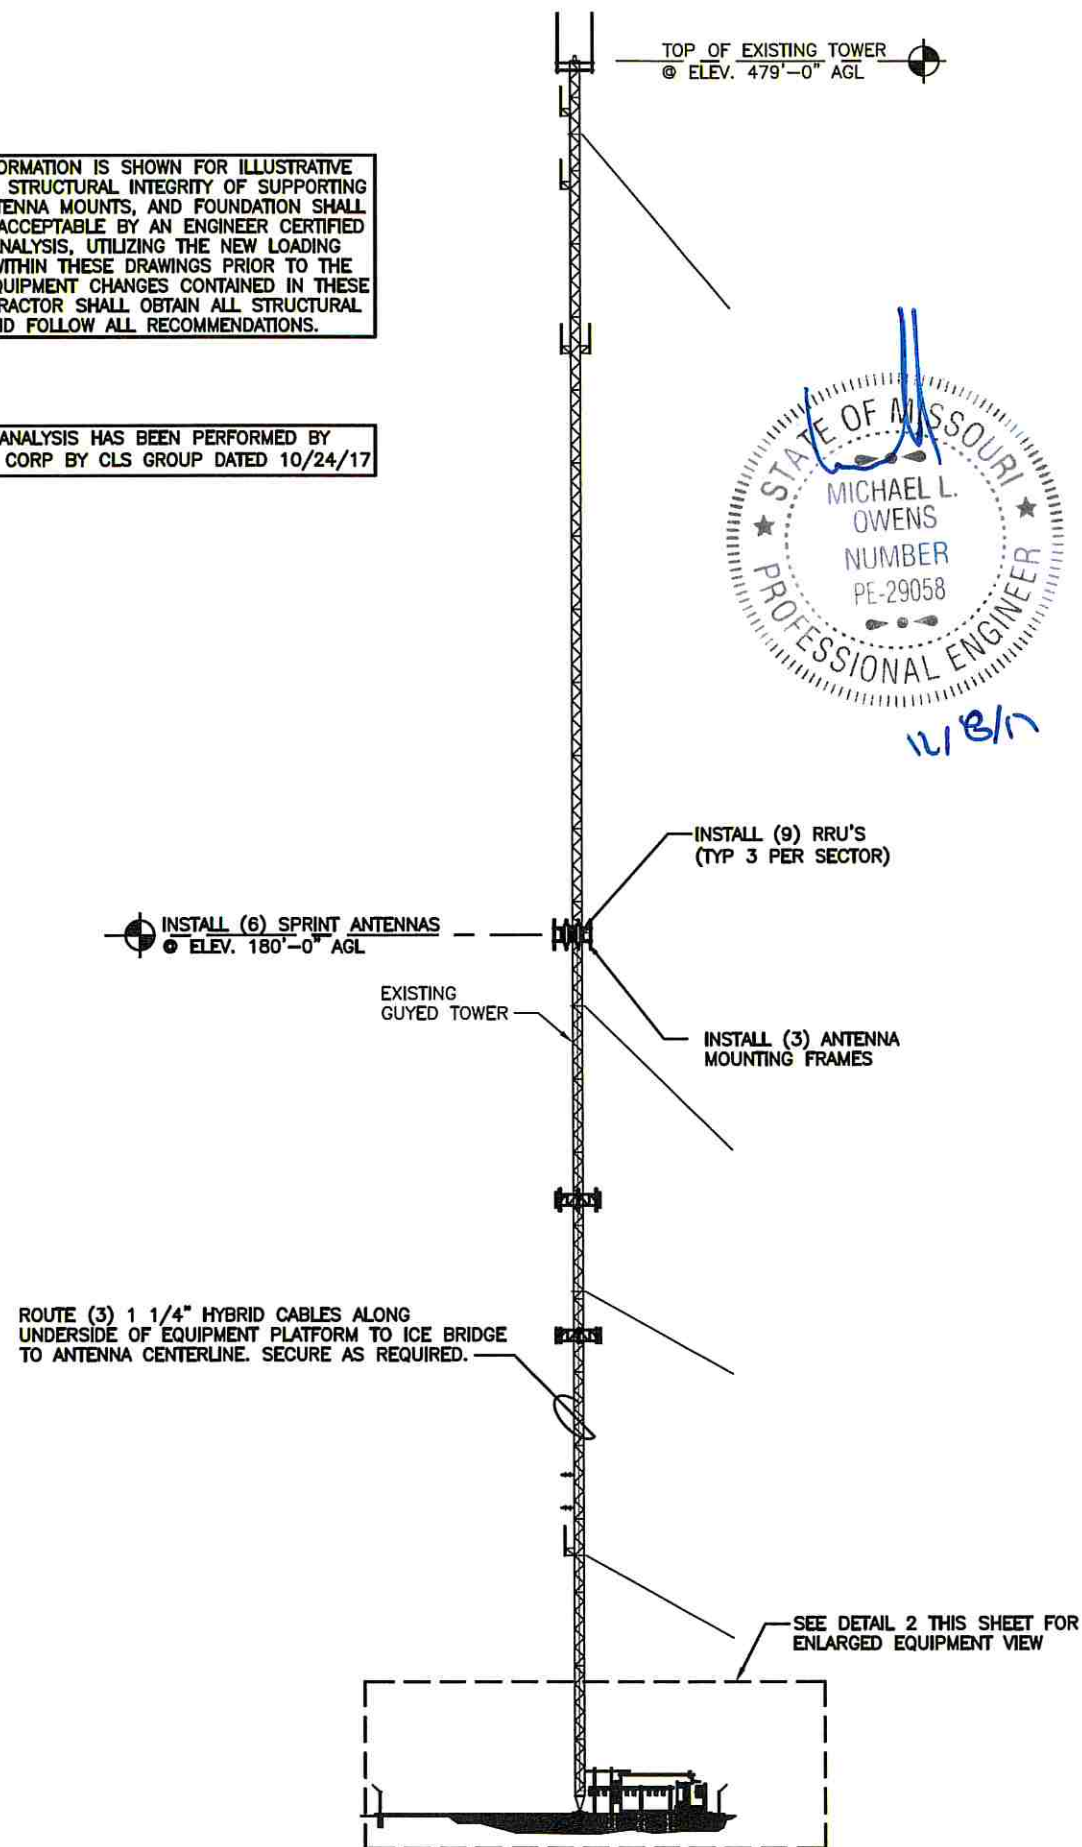 TOP OF EXISTING TOWER
@ ELEV. 479'-0" AGL
ORMATION IS SHOWN FOR ILLUSTRATIVE
STRUCTURAL INTEGRITY OF SUPPORTING
TENNA MOUNTS, AND FOUNDATION SHALL
ACCEPTABLE BY AN ENGINEER CERTIFIED
NALYSIS, UTILIZING THE NEW LOADING
WITHIN THESE DRAWINGS PRIOR TO THE
QUIPMENT CHANGES CONTAINED IN THESE
RACTOR SHALL OBTAIN ALL STRUCTURAL
ND FOLLOW ALL RECOMMENDATIONS.
ANALYSIS HAS BEEN PERFORMED BY
CORP BY CLS GROUP DATED 10/24/17
STATE OF MISSOURI
MICHAEL L.
OWENS
NUMBER
PE-29058
PROFESSIONAL ENGINEER
INSTALL (9) RRU'S
(TYP 3 PER SECTOR)
INSTALL (6) SPRINT ANTENNAS
@ ELEV. 180'-0" AGL
EXISTING
GUYED TOWER
INSTALL (3) ANTENNA
MOUNTING FRAMES
ROUTE (3) 1 1/4" HYBRID CABLES ALONG
UNDERSIDE OF EQUIPMENT PLATFORM TO ICE BRIDGE
TO ANTENNA CENTERLINE. SECURE AS REQUIRED.
SEE DETAIL 2 THIS SHEET FOR
ENLARGED EQUIPMENT VIEW